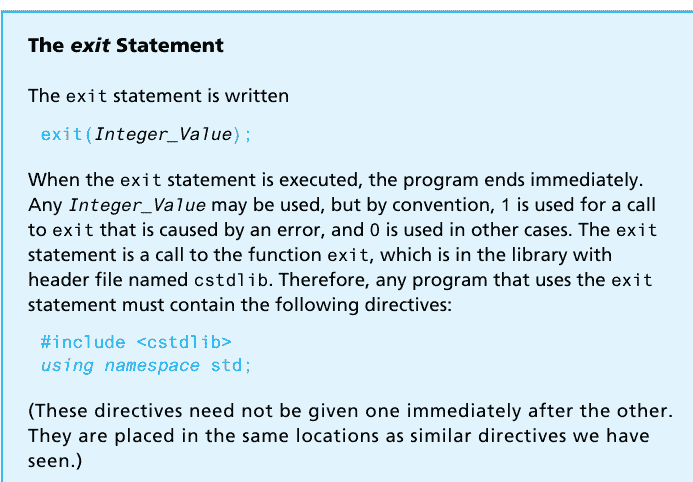 The exit Statement
The exit statement is written
exit(Integer_Value);
When the exit statement is executed, the program ends immediately.
Any Integer_Value may be used, but by convention, 1 is used for a call
to exit that is caused by an error, and 0 is used in other cases. The exit
statement is a call to the function exit, which is in the library with
header file named cstdlib. Therefore, any program that uses the exit
statement must contain the following directives:
#include <cstdlib>
using namespace std;
(These directives need not be given one immediately after the other.
They are placed in the same locations as similar directives we have
seen.)